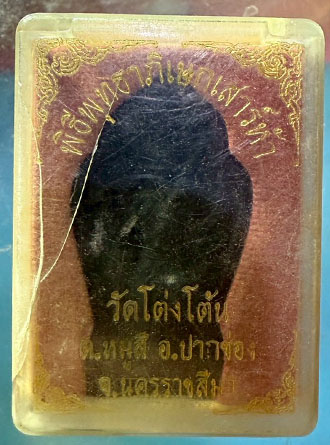 พิธีพุทธาภิเษกเสาร์ห้า
วัดโต่งโต้น
ต.หมูสี อ.ปากช่อง
จ.นครราชสีมา